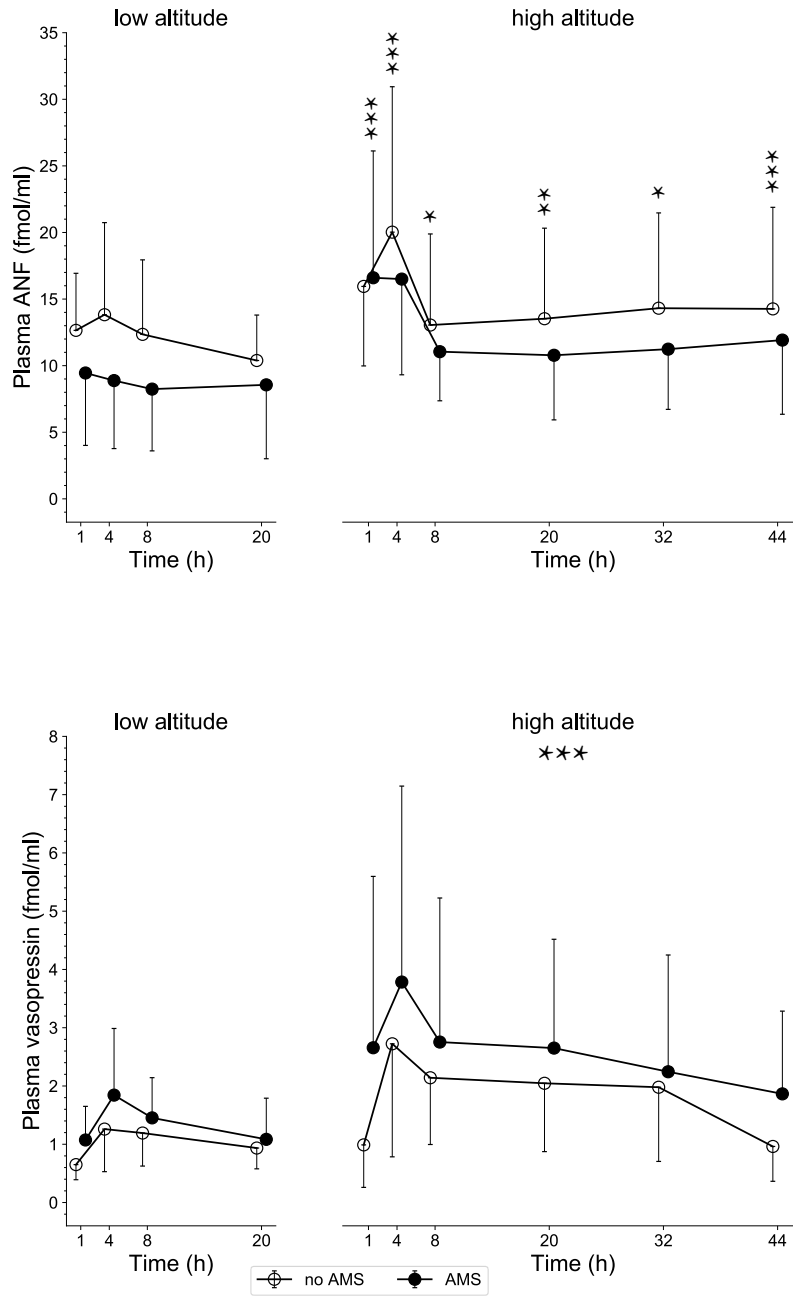 low altitude
high altitude
Plasma ANF (fmol/ml)
35
30
25
20
15
10
5
0
1 4 8 20
1 4 8 20 32 44
Time (h)
Time (h)
low altitude
high altitude
Plasma vasopressin (fmol/ml)
8
7
6
5
4
3
2
1
0
1 4 8 20
1 4 8 20 32 44
Time (h)
Time (h)
no AMS
AMS